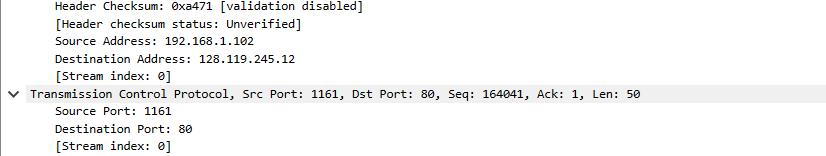 Header Checksum: 0xa471 [validation disabled]
[Header checksum status: Unverified]
Source Address: 192.168.1.102
Destination Address: 128.119.245.12
[Stream index: 0]
Transmission Control Protocol, Src Port: 1161, Dst Port: 80, Seq: 164041, Ack: 1, Len: 50
Source Port: 1161
Destination Port: 80
[Stream index: 0]